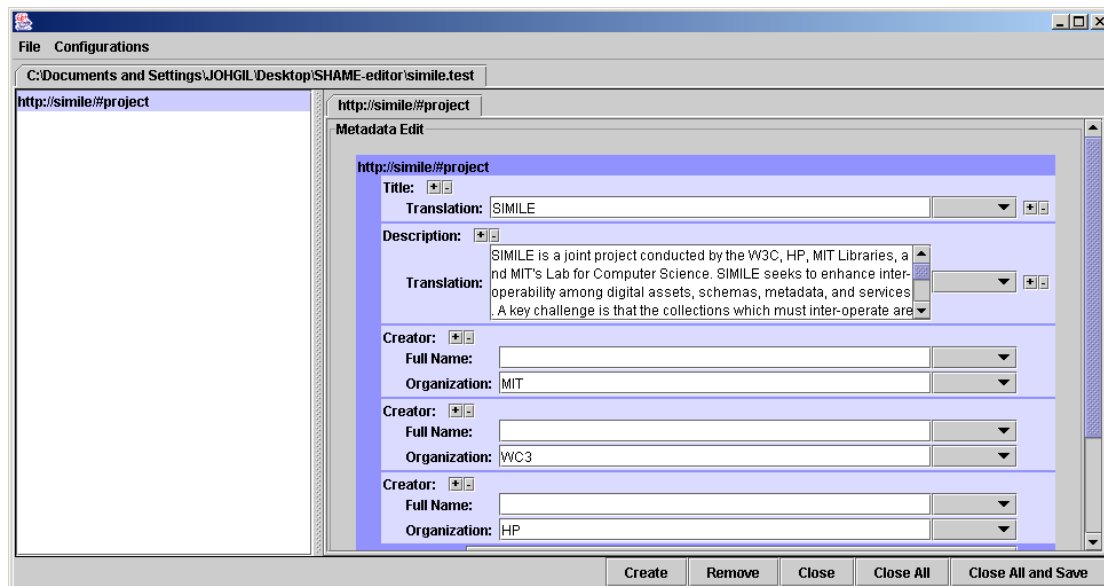 File Configurations
C:\Documents and Settings\JOHGIL\Desktop\SHAME-editor\simile.test
http://simile/#project
http://simile/#project
Metadata Edit
http://simile/#project
Title: + -
Translation: SIMILE + -
Description: + -
Translation:
SIMILE is a joint project conducted by the W3C, HP, MIT Libraries, a
nd MIT's Lab for Computer Science. SIMILE seeks to enhance inter-
operability among digital assets, schemas, metadata, and services
. A key challenge is that the collections which must inter-operate are
+ -
Creator: + -
Full Name:
Organization: MIT
Creator: + -
Full Name:
Organization: WC3
Creator: + -
Full Name:
Organization: HP
Create Remove Close Close All Close All and Save